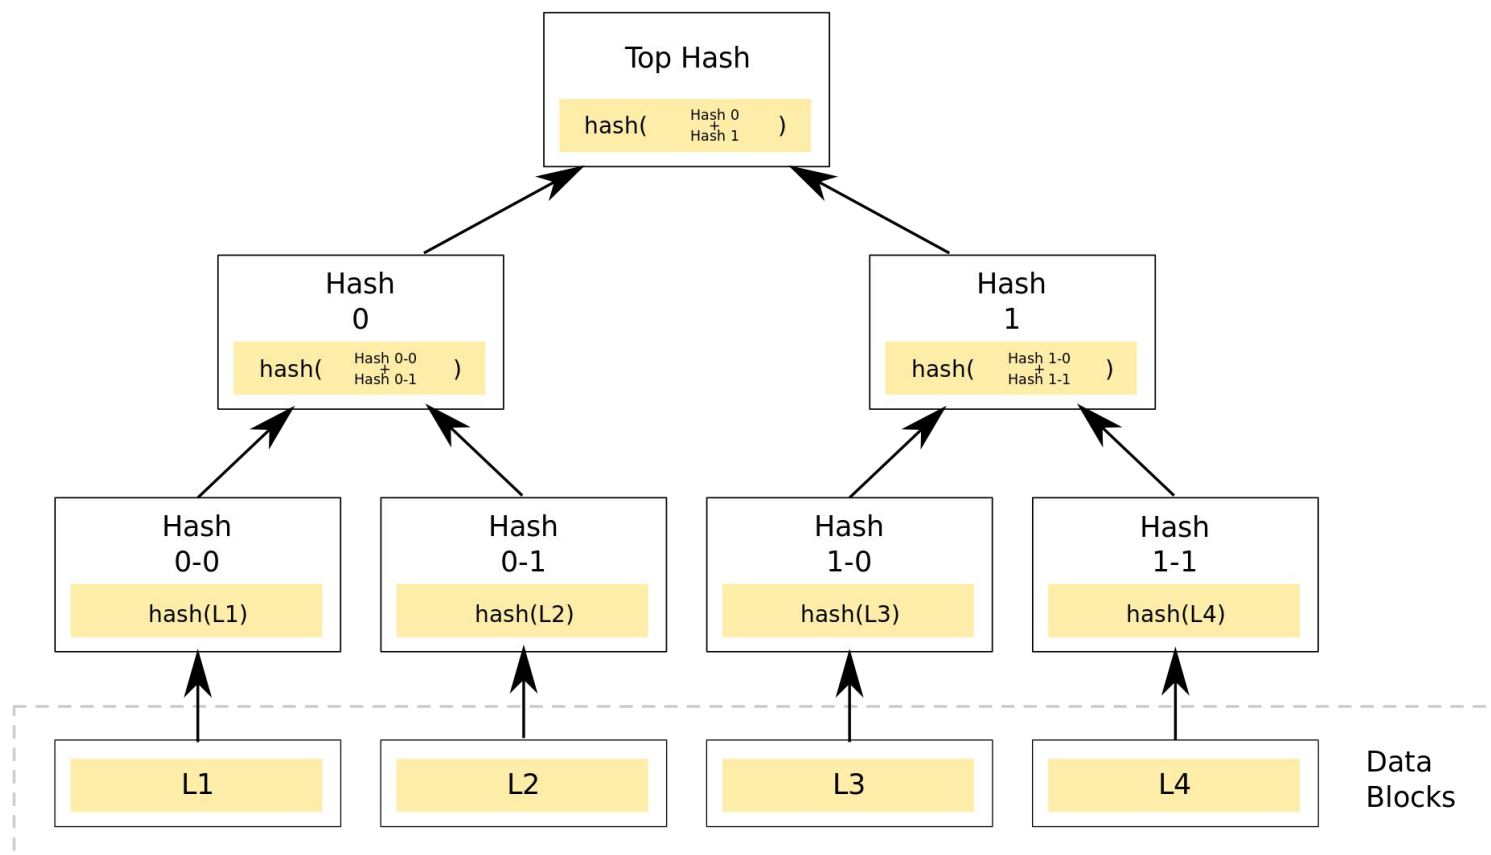 Top Hash
hash( Hash 0 + Hash 1 )
Hash
0
hash( Hash 0-0 + Hash 0-1 )
Hash
1
hash( Hash 1-0 + Hash 1-1 )
Hash
0-0
hash(L1)
Hash
0-1
hash(L2)
Hash
1-0
hash(L3)
Hash
1-1
hash(L4)
L1
L2
L3
L4
Data
Blocks